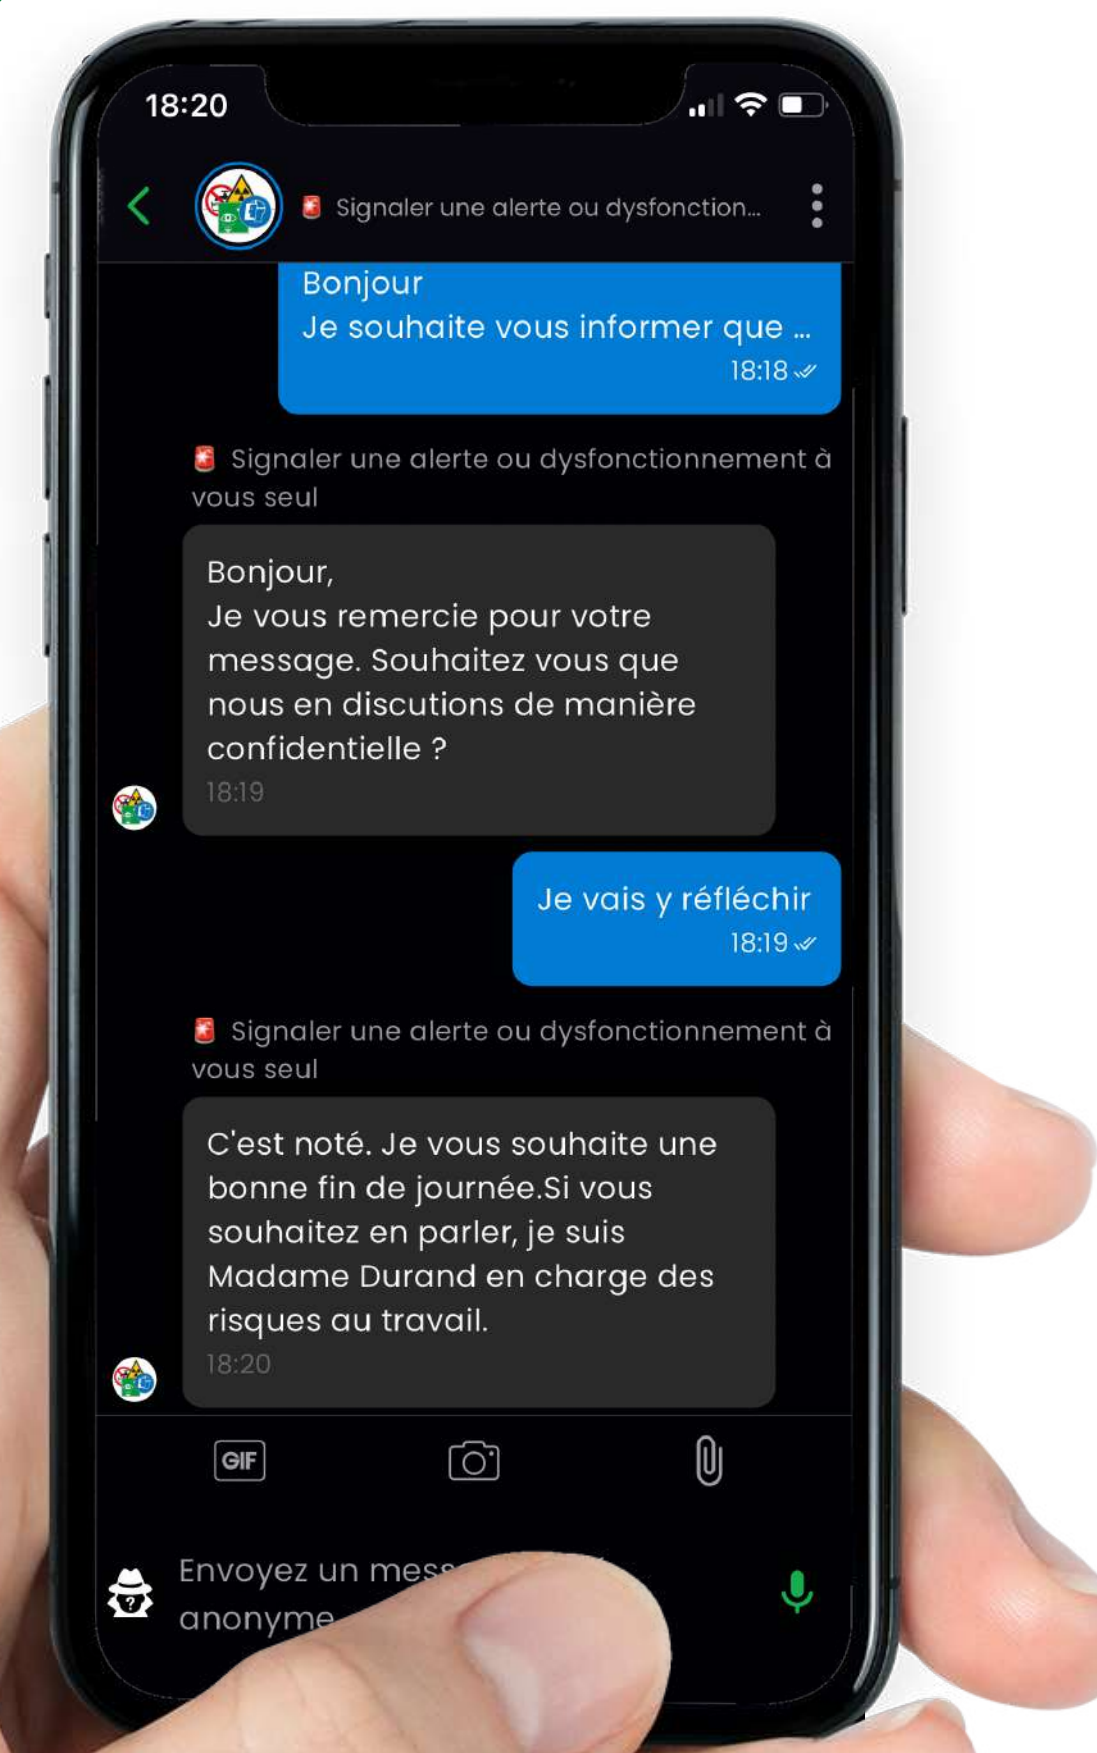 18:20
Signaler une alerte ou dysfonction...
Bonjour
Je souhaite vous informer que ...
18:18
Signaler une alerte ou dysfonctionnement à
vous seul
Bonjour,
Je vous remercie pour votre
message. Souhaitez vous que
nous en discutions de manière
confidentielle ?
18:19
Je vais y réfléchir
18:19
Signaler une alerte ou dysfonctionnement à
vous seul
C'est noté. Je vous souhaite une
bonne fin de journée.Si vous
souhaitez en parler, je suis
Madame Durand en charge des
risques au travail.
18:20
GIF
Envoyez un
anonyme